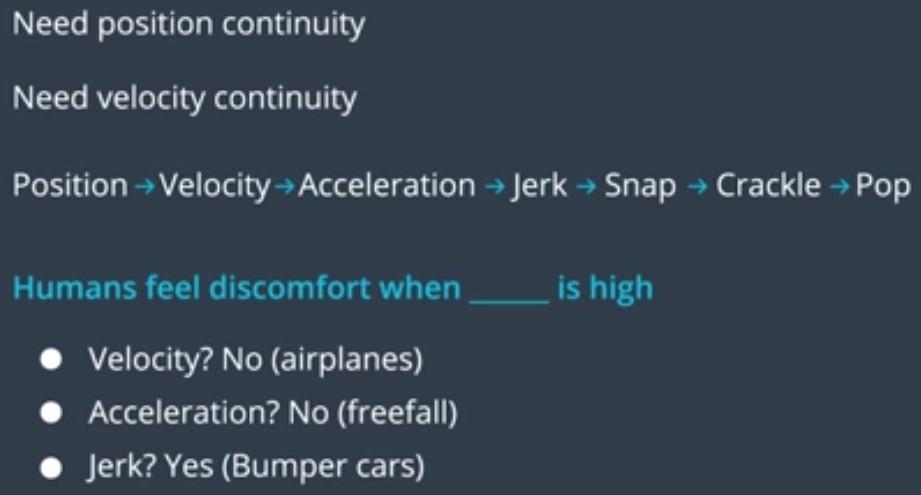 Need position continuity
Need velocity continuity
Position → Velocity → Acceleration → Jerk → Snap → Crackle → Pop
Humans feel discomfort when ______ is high
● Velocity? No (airplanes)
● Acceleration? No (freefall)
● Jerk? Yes (Bumper cars)